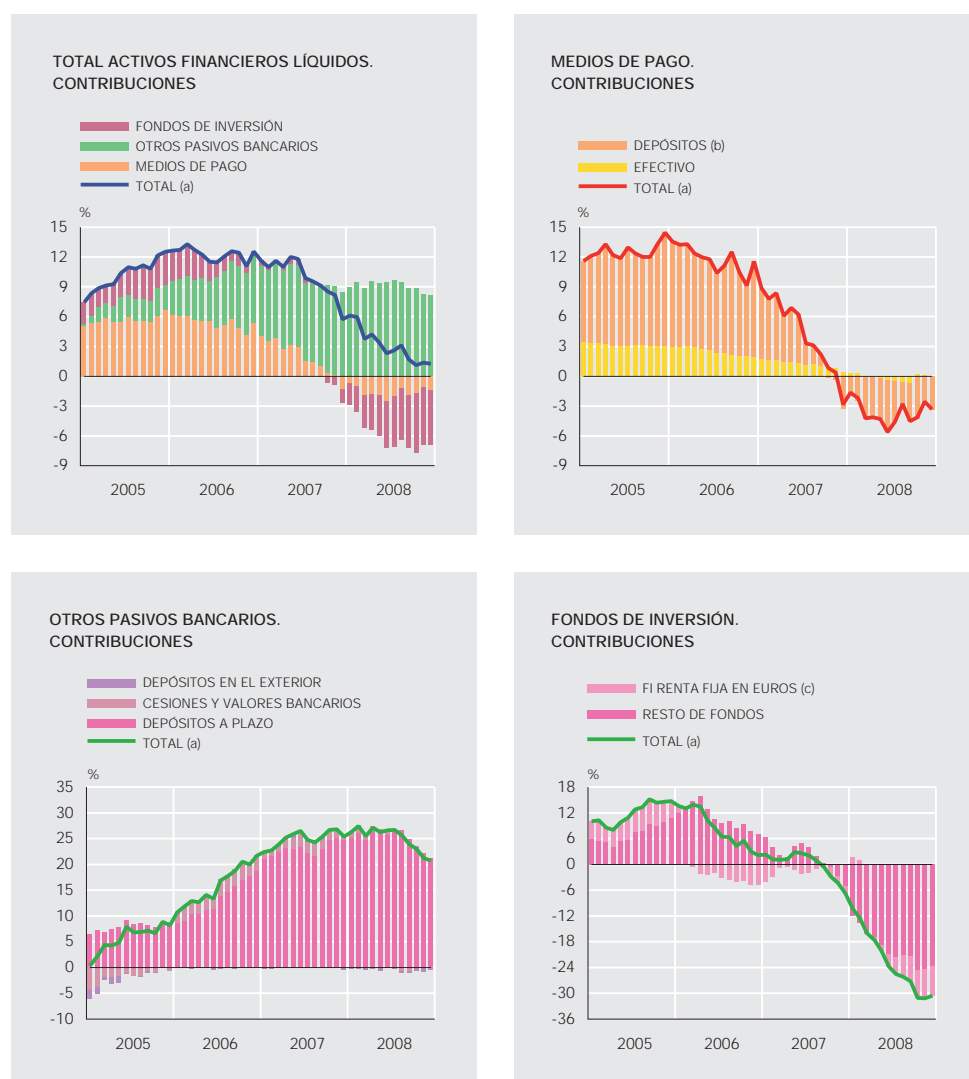 TOTAL ACTIVOS FINANCIEROS LÍQUIDOS.
CONTRIBUCIONES
FONDOS DE INVERSIÓN
OTROS PASIVOS BANCARIOS
MEDIOS DE PAGO
TOTAL (a)
%
15
12
9
6
3
0
-3
-6
-9
2005 2006 2007 2008
MEDIOS DE PAGO.
CONTRIBUCIONES
DEPÓSITOS (b)
EFECTIVO
TOTAL (a)
%
15
12
9
6
3
0
-3
-6
-9
2005 2006 2007 2008
OTROS PASIVOS BANCARIOS.
CONTRIBUCIONES
DEPÓSITOS EN EL EXTERIOR
CESIONES Y VALORES BANCARIOS
DEPÓSITOS A PLAZO
TOTAL (a)
%
35
30
25
20
15
10
5
0
-5
-10
2005 2006 2007 2008
FONDOS DE INVERSIÓN.
CONTRIBUCIONES
FI RENTA FIJA EN EUROS (c)
RESTO DE FONDOS
TOTAL (a)
%
18
12
6
0
-6
-12
-18
-24
-30
-36
2005 2006 2007 2008